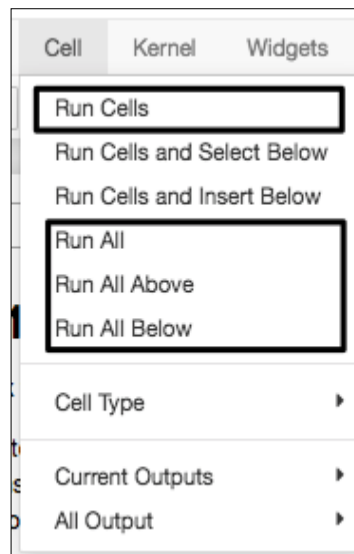 Cell Kernel Widgets
Run Cells
Run Cells and Select Below
Run Cells and Insert Below
Run All
Run All Above
Run All Below
Cell Type
Current Outputs
All Output